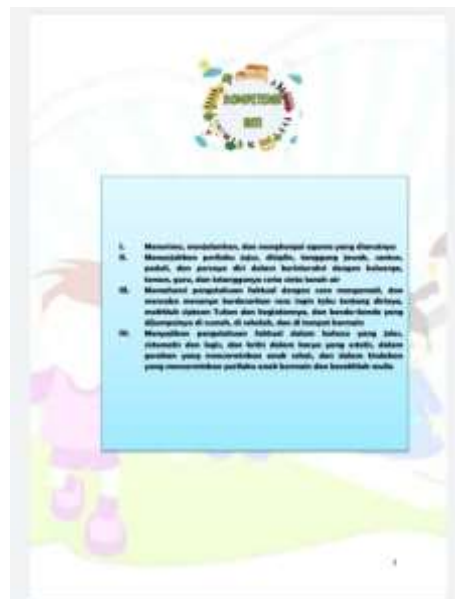 KOMPETENSI
INTI
I. Menerima, menjalankan, dan menghargai agama yang dianutnya
II. Menunjukkan perilaku jujur, disiplin, tanggung jawab, santun,
peduli, dan percaya diri dalam berinteraksi dengan keluarga,
teman, guru, dan tetangganya serta cinta tanah air
III. Memahami pengetahuan faktual dengan cara mengamati, dan
mencoba menanya berdasarkan rasa ingin tahu tentang dirinya,
makhluk ciptaan Tuhan dan kegiatannya, dan benda-benda yang
dijumpainya di rumah, di sekolah, dan di tempat bermain
IV. Menyajikan pengetahuan faktual dalam bahasa yang jelas,
sistematis dan logis, dan kritis dalam karya yang estetis, dalam
gerakan yang mencerminkan anak sehat, dan dalam tindakan
yang mencerminkan perilaku anak bermain dan berakhlak mulia